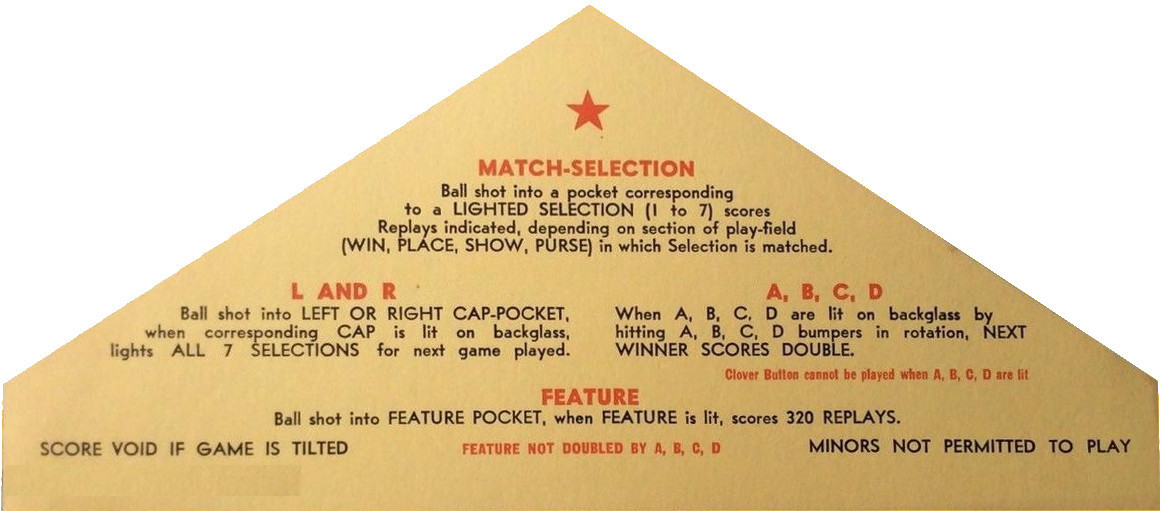 MATCH-SELECTION
Ball shot into a pocket corresponding
to a LIGHTED SELECTION (1 to 7) scores
Replays indicated, depending on section of play-field
(WIN, PLACE, SHOW, PURSE) in which Selection is matched.
L AND R
Ball shot into LEFT OR RIGHT CAP-POCKET,
when corresponding CAP is lit on backglass,
lights ALL 7 SELECTIONS for next game played.
A, B, C, D
When A, B, C, D are lit on backglass by
hitting A, B, C, D bumpers in rotation, NEXT
WINNER SCORES DOUBLE.
Clover Button cannot be played when A, B, C, D are lit
FEATURE
Ball shot into FEATURE POCKET, when FEATURE is lit, scores 320 REPLAYS.
SCORE VOID IF GAME IS TILTED
FEATURE NOT DOUBLED BY A, B, C, D
MINORS NOT PERMITTED TO PLAY